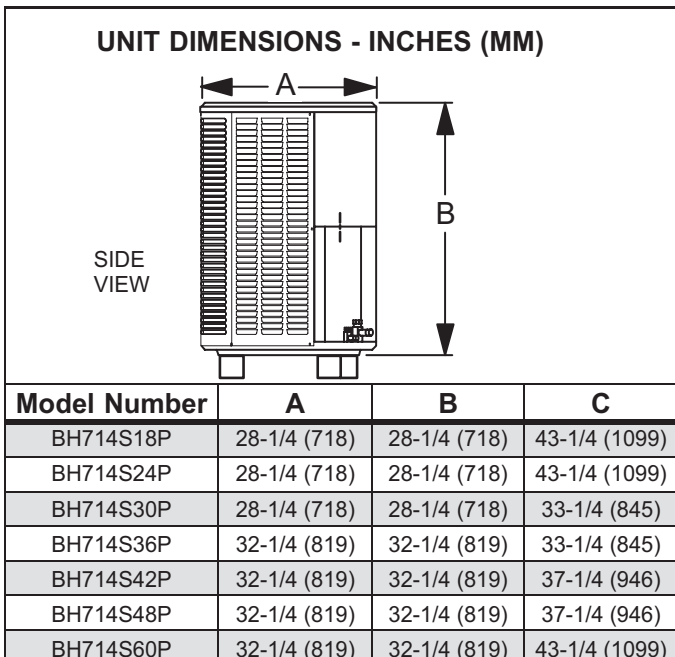 UNIT DIMENSIONS - INCHES (MM)
A
B
SIDE
VIEW
Model Number A B C
BH714S18P 28-1/4 (718) 28-1/4 (718) 43-1/4 (1099)
BH714S24P 28-1/4 (718) 28-1/4 (718) 43-1/4 (1099)
BH714S30P 28-1/4 (718) 28-1/4 (718) 33-1/4 (845)
BH714S36P 32-1/4 (819) 32-1/4 (819) 33-1/4 (845)
BH714S42P 32-1/4 (819) 32-1/4 (819) 37-1/4 (946)
BH714S48P 32-1/4 (819) 32-1/4 (819) 37-1/4 (946)
BH714S60P 32-1/4 (819) 32-1/4 (819) 43-1/4 (1099)